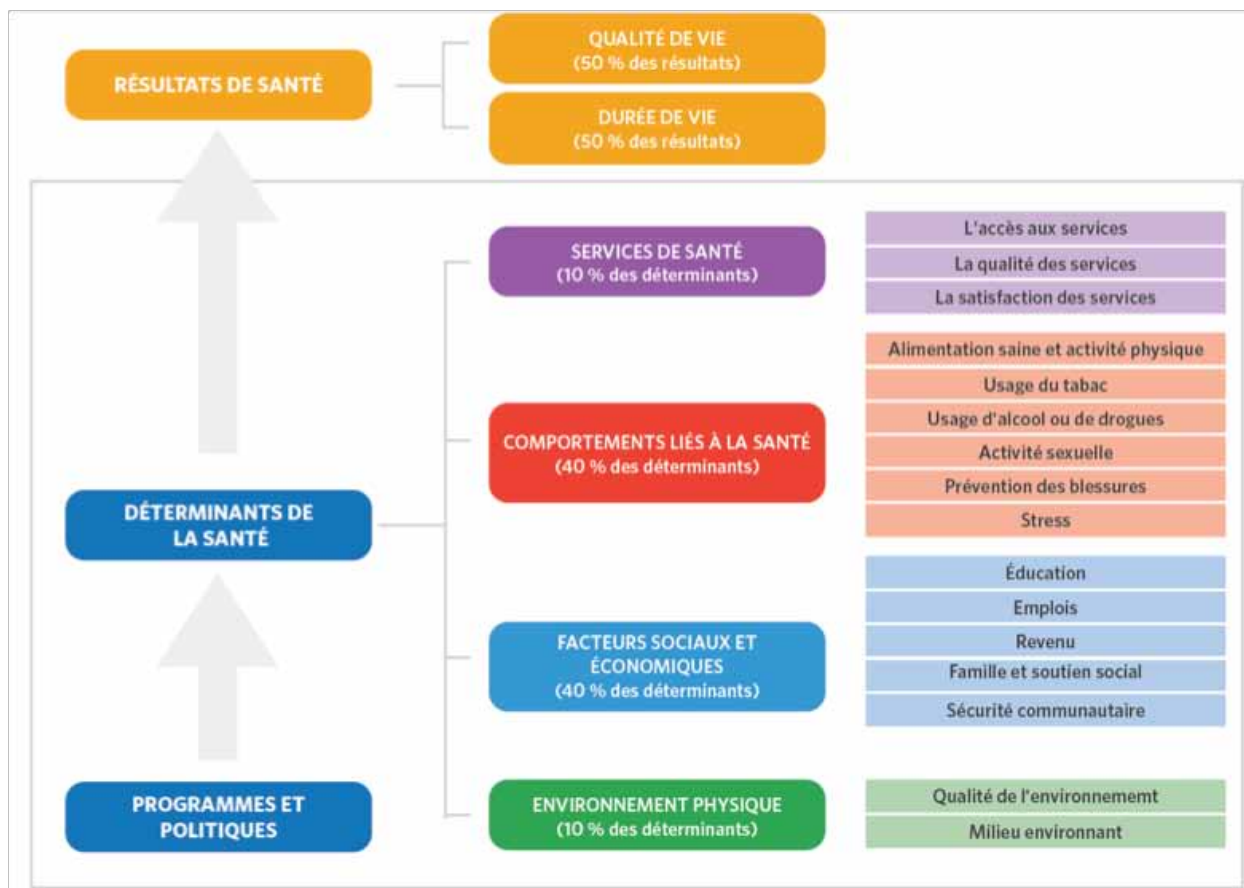 RÉSULTATS DE SANTÉ
QUALITÉ DE VIE
(50 % des résultats)
DURÉE DE VIE
(50 % des résultats)
DÉTERMINANTS DE
LA SANTÉ
SERVICES DE SANTÉ
(10 % des déterminants)
L'accès aux services
La qualité des services
La satisfaction des services
COMPORTEMENTS LIÉS À LA SANTÉ
(40 % des déterminants)
Alimentation saine et activité physique
Usage du tabac
Usage d'alcool ou de drogues
Activité sexuelle
Prévention des blessures
Stress
FACTEURS SOCIAUX ET
ÉCONOMIQUES
(40 % des déterminants)
Éducation
Emplois
Revenu
Famille et soutien social
Sécurité communautaire
PROGRAMMES ET
POLITIQUES
ENVIRONNEMENT PHYSIQUE
(10 % des déterminants)
Qualité de l'environnememt
Milieu environnant